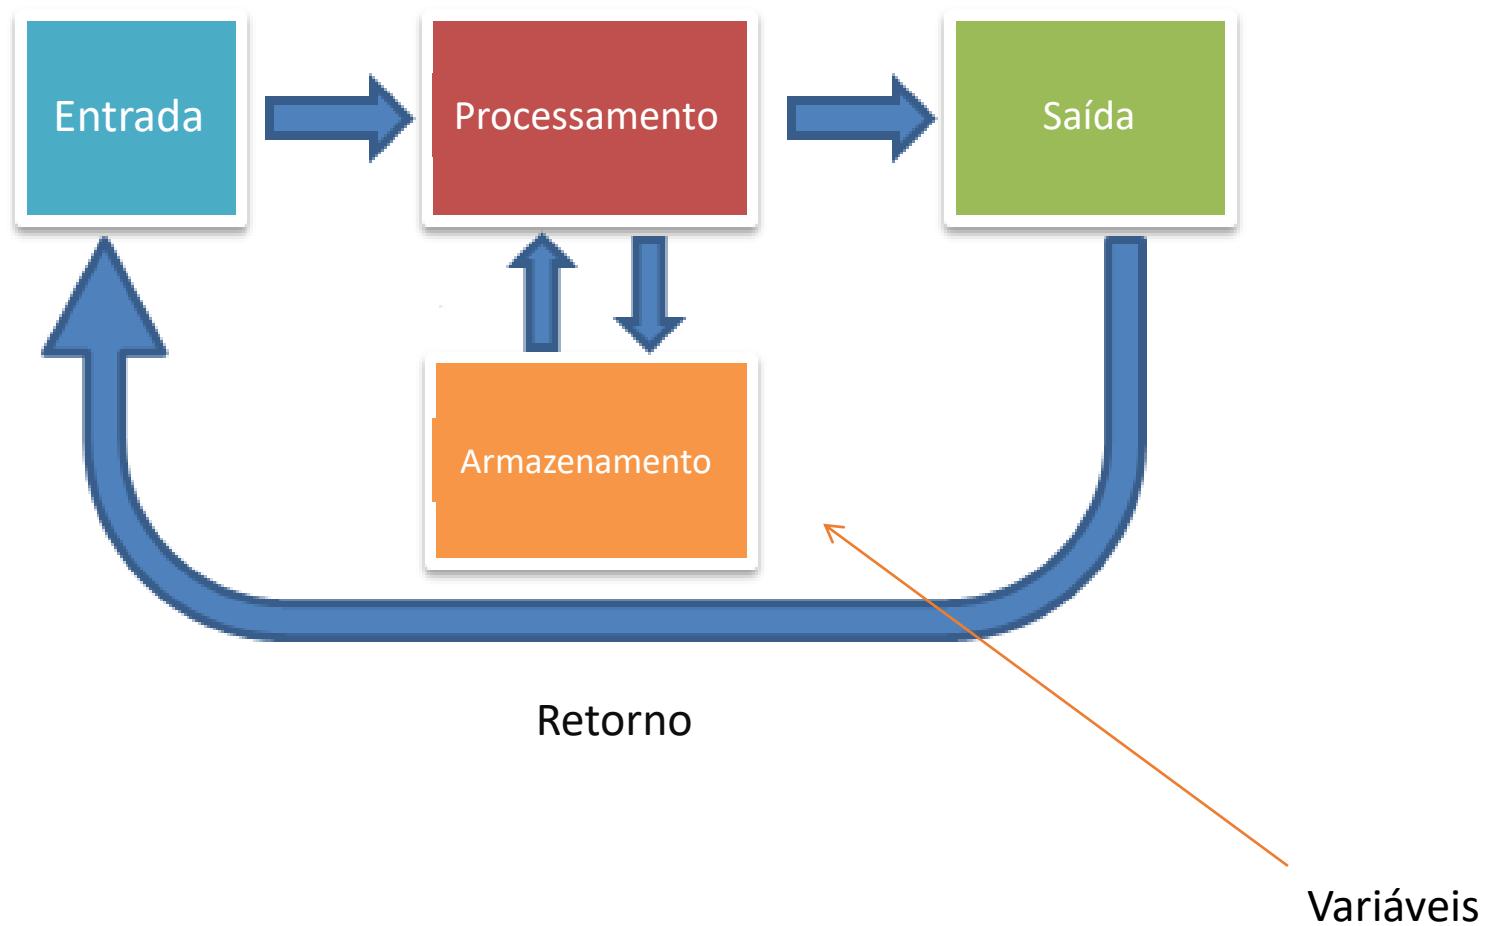 Entrada
Processamento
Saída
Armazenamento
Retorno
Variáveis